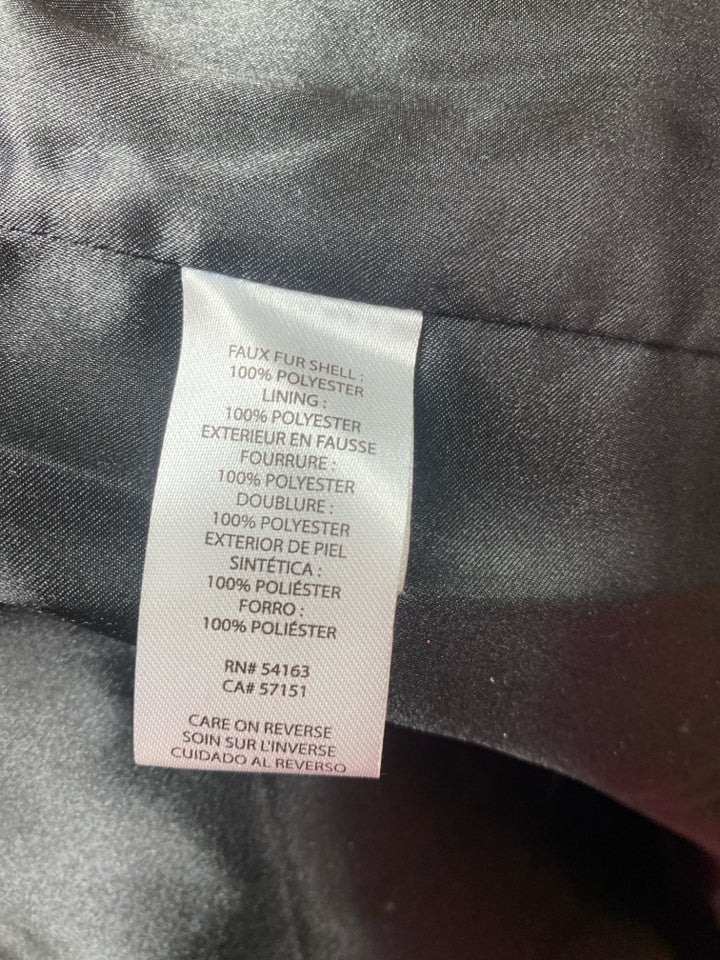 FAUX FUR SHELL :
100% POLYESTER
LINING :
100% POLYESTER
EXTERIEUR EN FAUSSE
FOURRURE :
100% POLYESTER
DOUBLURE :
100% POLYESTER
EXTERIOR DE PIEL
SINTÉTICA :
100% POLIÉSTER
FORRO :
100% POLIÉSTER
RN# 54163
CA# 57151
CARE ON REVERSE
SOIN SUR L'INVERSE
CUIDADO AL REVERSO